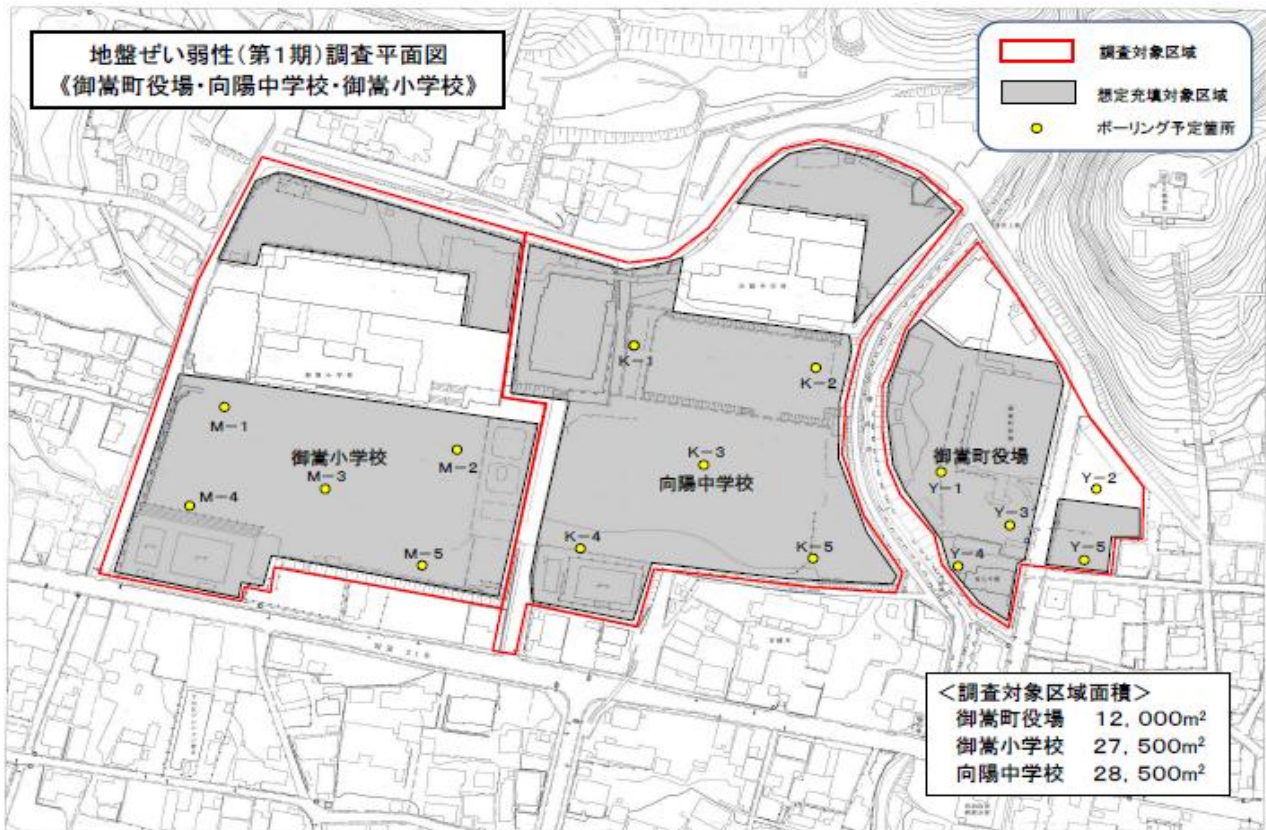 地盤ぜい弱性(第1期)調査平面図
《御嵩町役場・向陽中学校・御嵩小学校》
調査対象区域
想定充填対象区域
ボーリング予定箇所
K-1
K-2
M-1
M-2
御嵩小学校
M-3
M-4
M-5
K-3
向陽中学校
K-4
K-5
御嵩町役場
Y-1
Y-2
Y-3
Y-4
Y-5
<調査対象区域面積>
御嵩町役場 12,000m²
御嵩小学校 27,500m²
向陽中学校 28,500m²